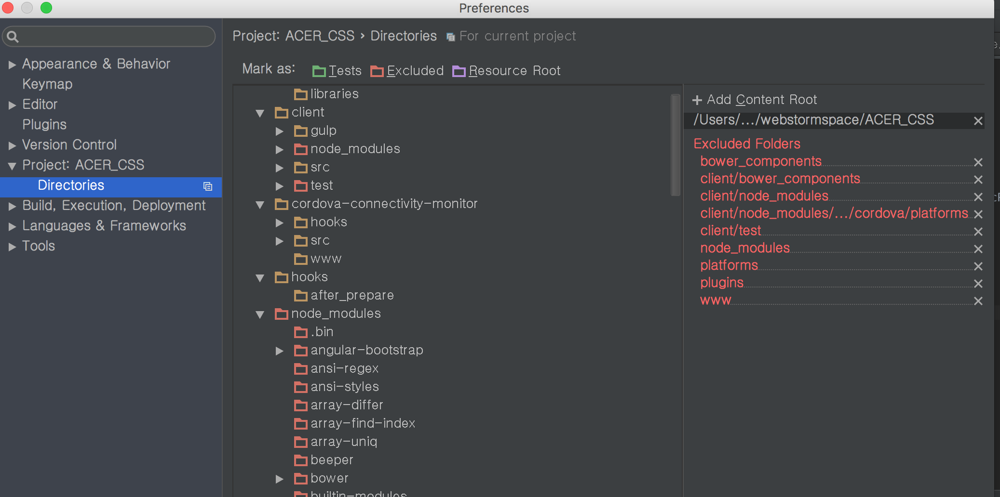 Preferences
Project: ACER_CSS › Directories For current project
Appearance & Behavior
Keymap
Editor
Plugins
Version Control
Project: ACER_CSS
Directories
Build, Execution, Deployment
Languages & Frameworks
Tools
Mark as: Tests Excluded Resource Root
libraries
client
gulp
node_modules
src
test
cordova-connectivity-monitor
hooks
src
www
hooks
after_prepare
node_modules
.bin
angular-bootstrap
ansi-regex
ansi-styles
array-differ
array-find-index
array-uniq
beeper
bower
builtin-modules
Add Content Root
/Users/.../webstormspace/ACER_CSS
Excluded Folders
bower_components
client/bower_components
client/node_modules
client/node_modules/.../cordova/platforms
client/test
node_modules
platforms
plugins
www